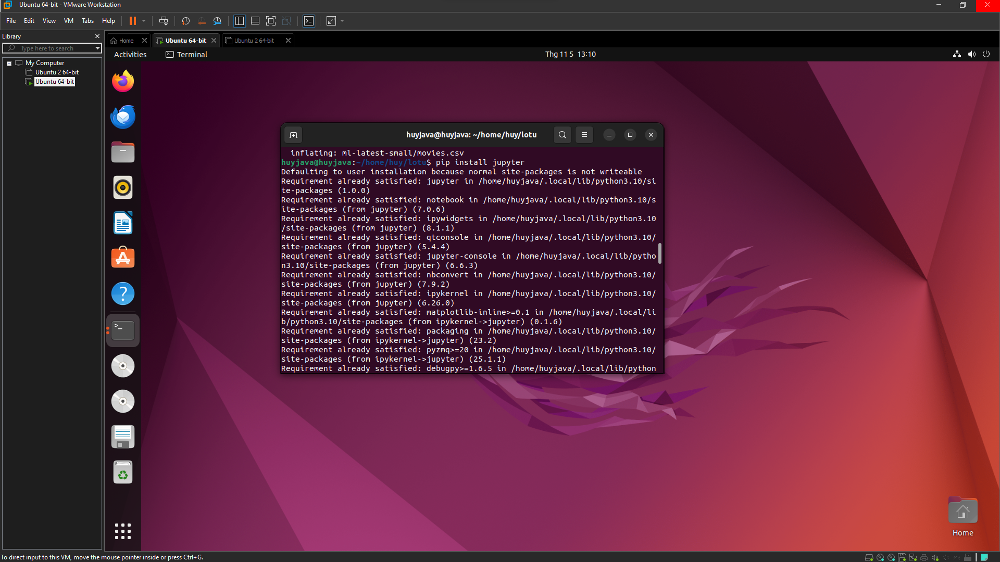 Ubuntu 64-bit - VMware Workstation
File Edit View VM Tabs Help
Library
Type here to search
My Computer
Ubuntu 2 64-bit
Ubuntu 64-bit
Home
Ubuntu 64-bit
Ubuntu 2 64-bit
Activities
Terminal
Thg 11 5 13:10
huyjava@huyjava: ~/home/huy/lotu
inflating: ml-latest-small/movies.csv
huyjava@huyjava:~/home/huy/lotu$ pip install jupyter
Defaulting to user installation because normal site-packages is not writeable
Requirement already satisfied: jupyter in /home/huyjava/.local/lib/python3.10/si
te-packages (1.0.0)
Requirement already satisfied: notebook in /home/huyjava/.local/lib/python3.10/s
ite-packages (from jupyter) (7.0.6)
Requirement already satisfied: ipywidgets in /home/huyjava/.local/lib/python3.10
/site-packages (from jupyter) (8.1.1)
Requirement already satisfied: qtconsole in /home/huyjava/.local/lib/python3.10/
site-packages (from jupyter) (5.4.4)
Requirement already satisfied: jupyter-console in /home/huyjava/.local/lib/pytho
n3.10/site-packages (from jupyter) (6.6.3)
Requirement already satisfied: nbconvert in /home/huyjava/.local/lib/python3.10/
site-packages (from jupyter) (7.9.2)
Requirement already satisfied: ipykernel in /home/huyjava/.local/lib/python3.10/
site-packages (from jupyter) (6.26.0)
Requirement already satisfied: matplotlib-inline>=0.1 in /home/huyjava/.local/li
b/python3.10/site-packages (from ipykernel->jupyter) (0.1.6)
Requirement already satisfied: packaging in /home/huyjava/.local/lib/python3.10/
site-packages (from ipykernel->jupyter) (23.2)
Requirement already satisfied: pyzmq>=20 in /home/huyjava/.local/lib/python3.10/
site-packages (from ipykernel->jupyter) (25.1.1)
Requirement already satisfied: debugpy>=1.6.5 in /home/huyjava/.local/lib/python
Home
To direct input to this VM, move the mouse pointer inside or press Ctrl+G.